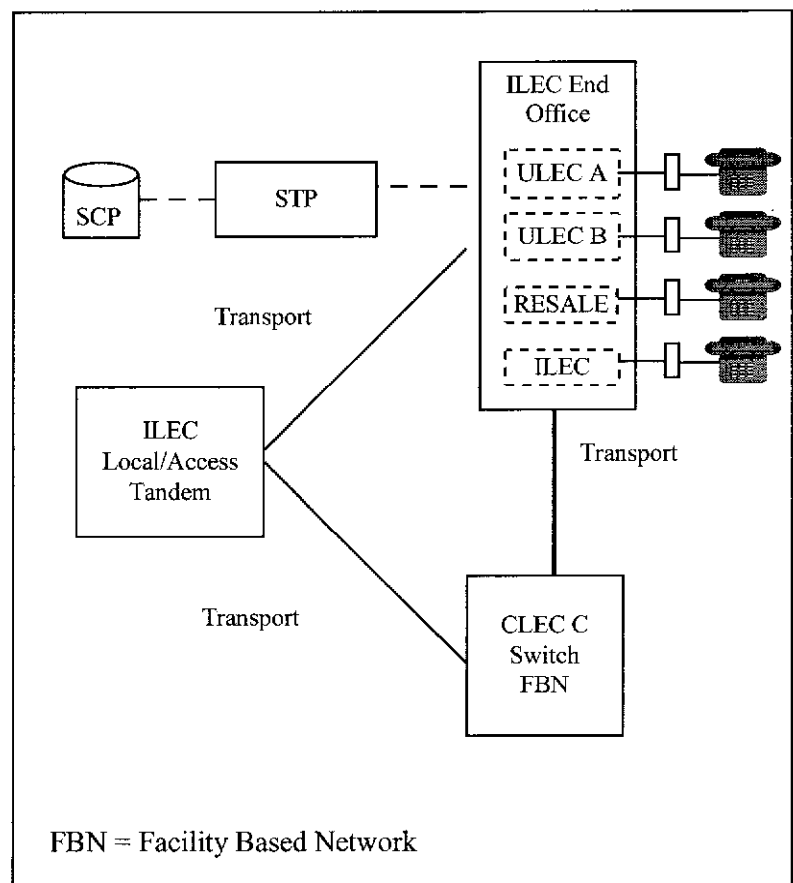 ILEC End
Office
ULEC A
ULEC B
RESALE
ILEC
SCP
STP
Transport
ILEC
Local/Access
Tandem
Transport
Transport
CLEC C
Switch
FBN
FBN = Facility Based Network